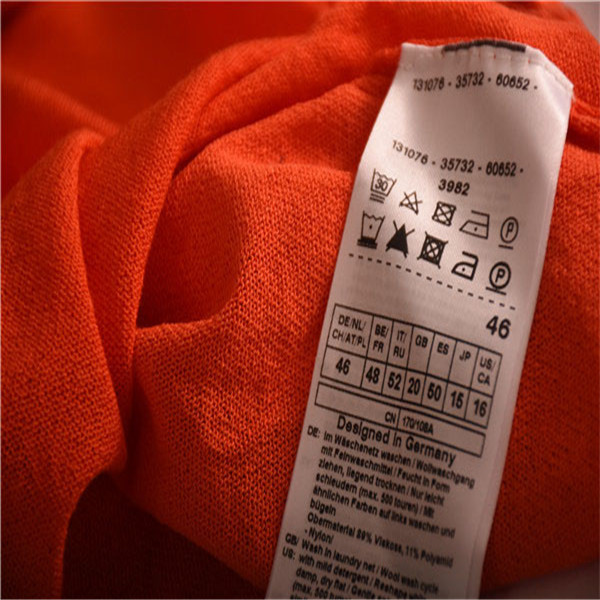 131076 · 35732 · 60652 ·
131076 · 35732 · 60652 ·
3982
30 P
P
46
DE/NL/ CH/AT/PL SE/ FR IT/ RU GB ES JP US/ CA
46 48 52 20 50 15 16
CN 170/108A
Designed in Germany
DE: Im Wäschenetz waschen / Wollwaschgang
mit Feinwaschmittel / Feucht in Form
ziehen, liegend trocknen / Nur leicht
schleudern (max. 500 touren) / Mit
ähnlichen Farben auf links waschen und
bügeln
Obermaterial 89% Viskose, 11% Polyamid
- Nylon/
GB/ Wash in laundry net / Wool wash cycle
US: with mild detergent / Reshape while
damp, dry flat / Gentle
(max, 500